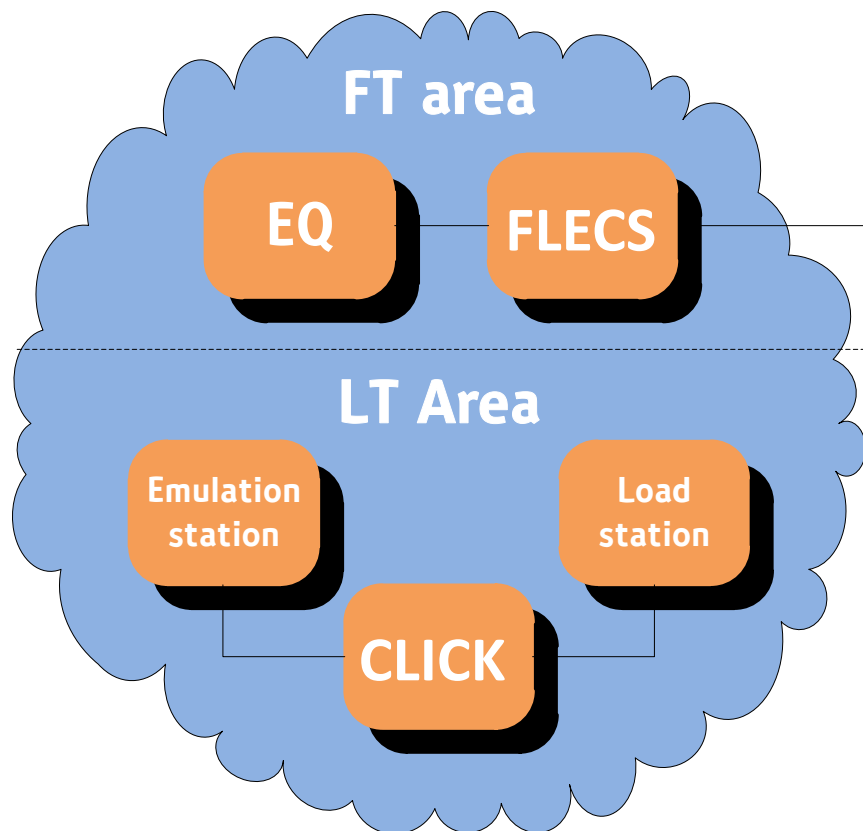 FT area
EQ
FLECS
LT Area
Emulation
station
Load
station
CLICK